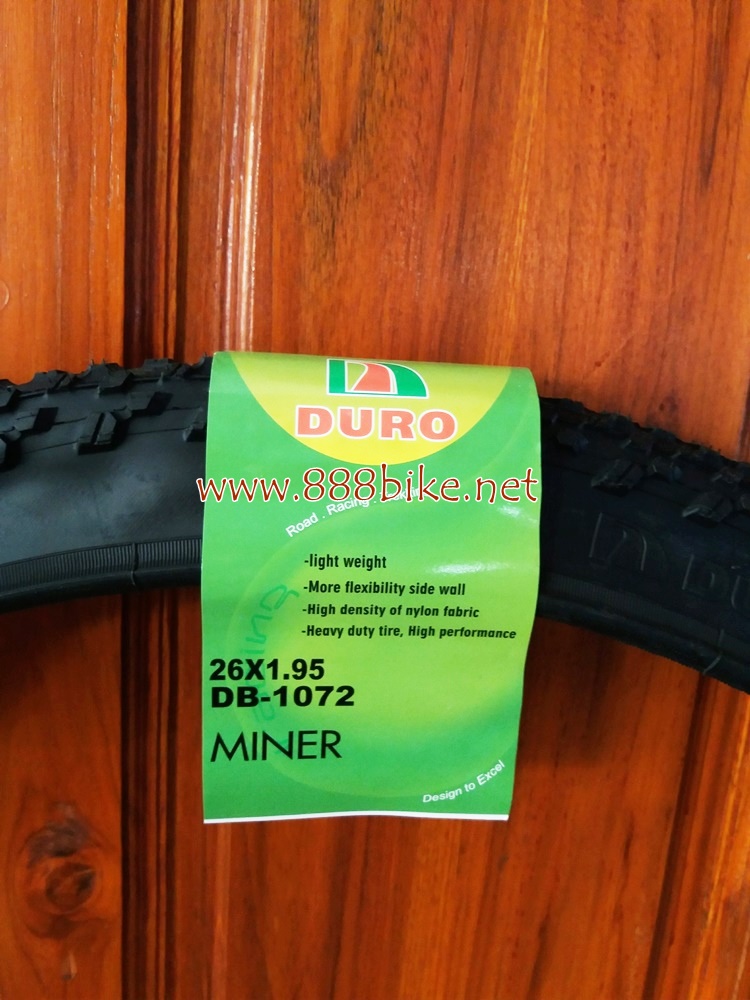 DURO
www.888bike.net
Road . Racing .
-light weight
-More flexibility side wall
-High density of nylon fabric
-Heavy duty tire, High performance
26X1.95
DB-1072
MINER
Design to Excel